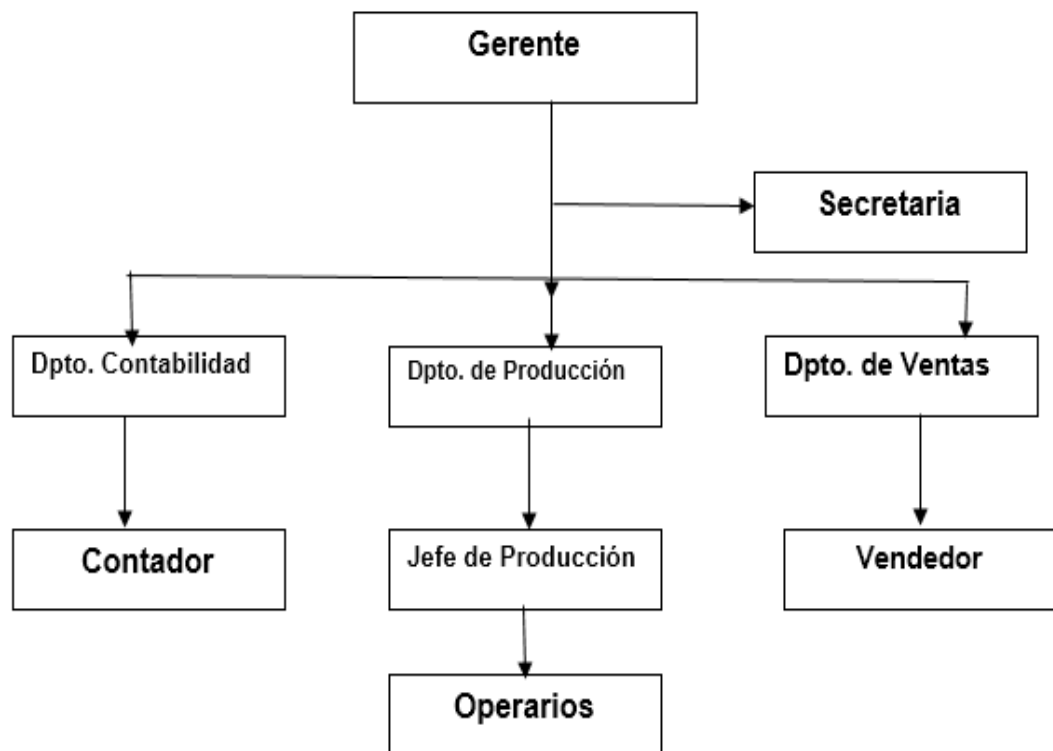 Gerente
Secretaria
Dpto. Contabilidad
Dpto. de Producción
Dpto. de Ventas
Contador
Jefe de Producción
Vendedor
Operarios